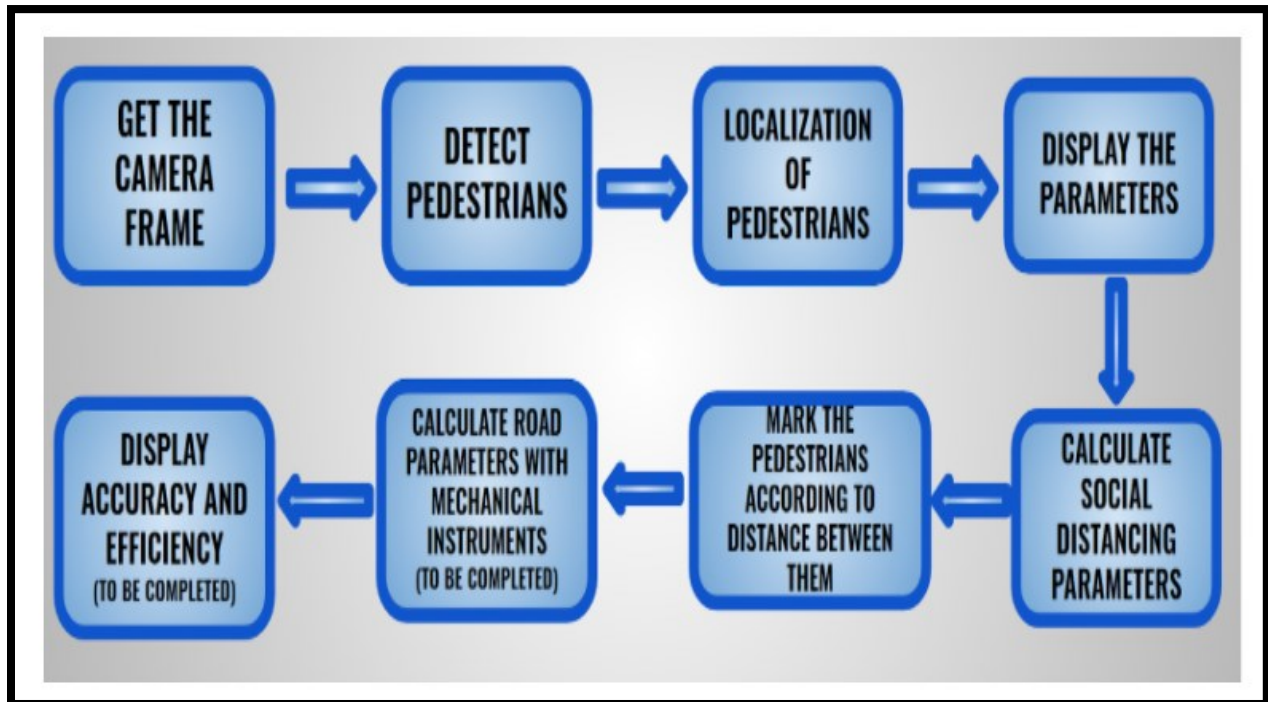 GET THE
CAMERA
FRAME
DETECT
PEDESTRIANS
LOCALIZATION
OF
PEDESTRIANS
DISPLAY THE
PARAMETERS
CALCULATE
SOCIAL
DISTANCING
PARAMETERS
MARK THE
PEDESTRIANS
ACCORDING TO
DISTANCE BETWEEN
THEM
CALCULATE ROAD
PARAMETERS WITH
MECHANICAL
INSTRUMENTS
(TO BE COMPLETED)
DISPLAY
ACCURACY AND
EFFICIENCY
(TO BE COMPLETED)